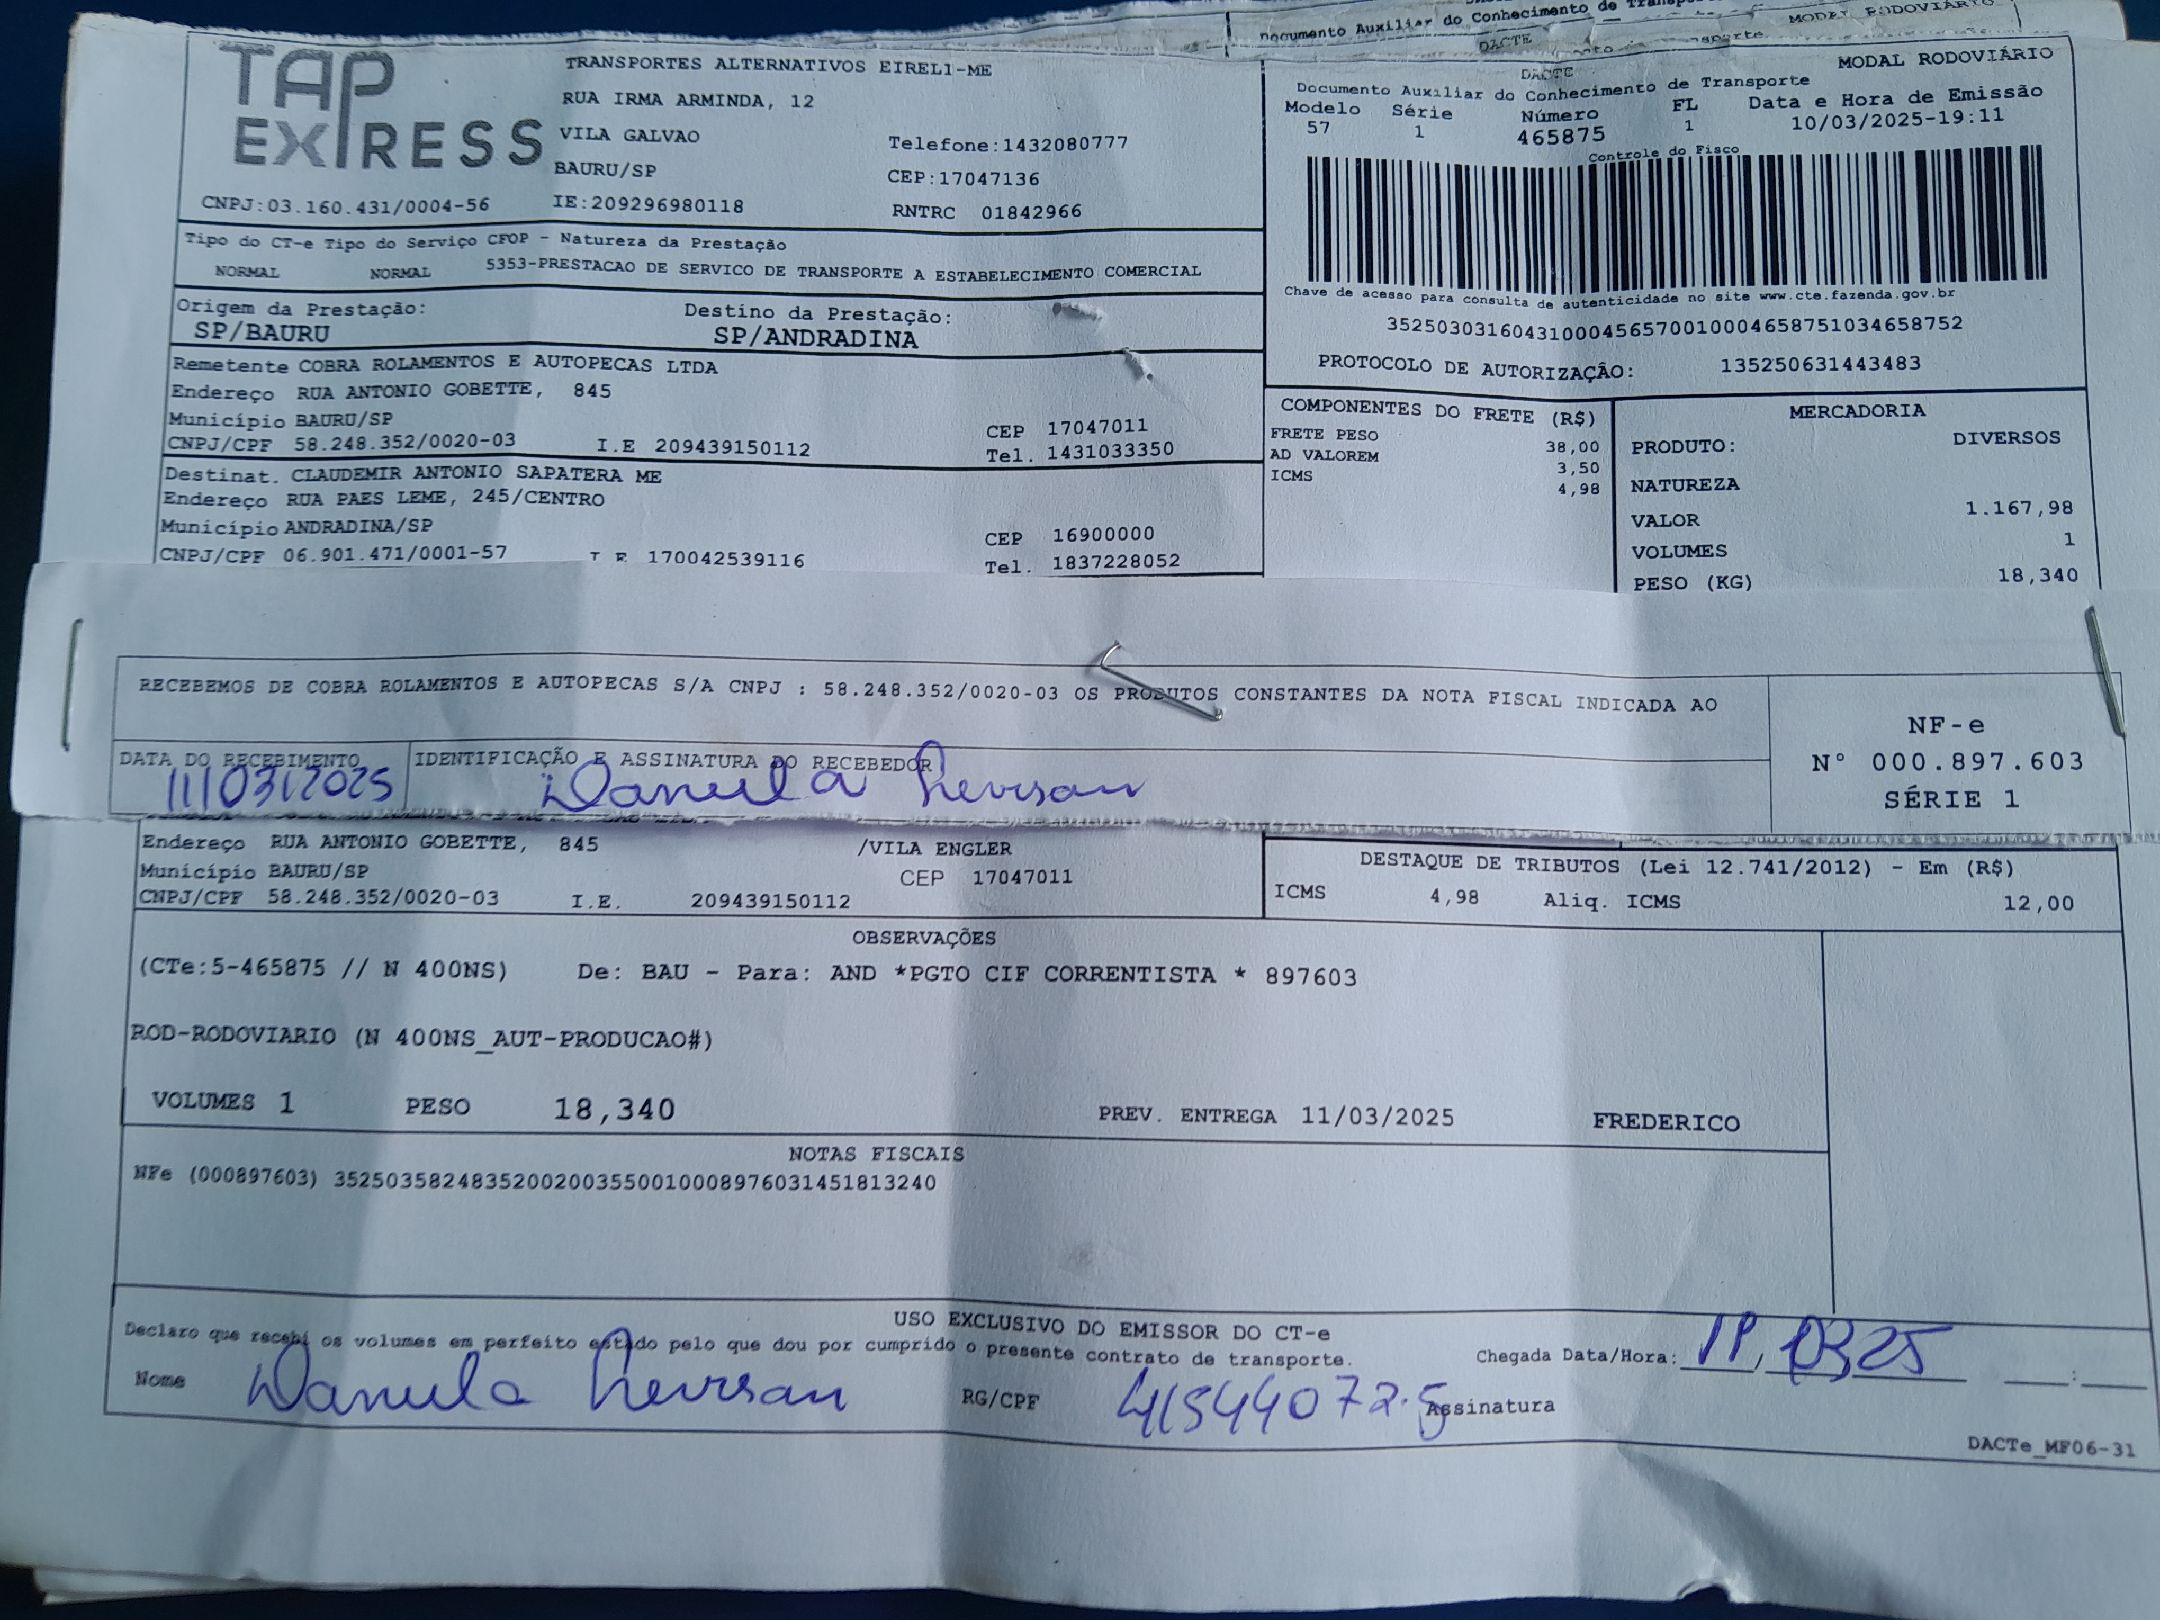 Documento Auxiliar do Conhecimento de
MODAL RODOVIÁRIO
DACTE
TAP
EXPRESS
TRANSPORTES ALTERNATIVOS EIRELI-ME
RUA IRMA ARMINDA, 12
VILA GALVAO
Telefone:1432080777
BAURU/SP
CEP:17047136
CNPJ:03.160.431/0004-56
IE:209296980118
RNTRC 01842966
DACTE
MODAL RODOVIÁRIO
Documento Auxiliar do Conhecimento de Transporte
Modelo Série Número FL Data e Hora de Emissão
57 1 465875 1 10/03/2025-19:11
Controle do Fisco
Chave de acesso para consulta de autenticidade no site www.cte.fazenda.gov.br
35250303160431000456570010004658751034658752
PROTOCOLO DE AUTORIZAÇÃO: 135250631443483
Tipo do CT-e Tipo do Serviço CFOP - Natureza da Prestação
NORMAL NORMAL 5353-PRESTACAO DE SERVICO DE TRANSPORTE A ESTABELECIMENTO COMERCIAL
Origem da Prestação: Destino da Prestação:
SP/BAURU SP/ANDRADINA
Remetente COBRA ROLAMENTOS E AUTOPECAS LTDA
Endereço RUA ANTONIO GOBETTE, 845
Município BAURU/SP CEP 17047011
CNPJ/CPF 58.248.352/0020-03 I.E 209439150112 Tel. 1431033350
Destinat. CLAUDEMIR ANTONIO SAPATERA ME
Endereço RUA PAES LEME, 245/CENTRO
Município ANDRADINA/SP CEP 16900000
CNPJ/CPF 06.901.471/0001-57 I E 170042539116 Tel. 1837228052
COMPONENTES DO FRETE (R$)
FRETE PESO 38,00
AD VALOREM 3,50
ICMS 4,98
MERCADORIA
PRODUTO: DIVERSOS
NATUREZA
VALOR 1.167,98
VOLUMES 1
PESO (KG) 18,340
RECEBEMOS DE COBRA ROLAMENTOS E AUTOPECAS S/A CNPJ : 58.248.352/0020-03 OS PRODUTOS CONSTANTES DA NOTA FISCAL INDICADA AO
NF-e
N° 000.897.603
SÉRIE 1
DATA DO RECEBIMENTO IDENTIFICAÇÃO E ASSINATURA DO RECEBEDOR
11/03/2025 Daniela Trevisan
Endereço RUA ANTONIO GOBETTE, 845 /VILA ENGLER
Município BAURU/SP CEP 17047011
CNPJ/CPF 58.248.352/0020-03 I.E. 209439150112
DESTAQUE DE TRIBUTOS (Lei 12.741/2012) - Em (R$)
ICMS 4,98 Aliq. ICMS 12,00
OBSERVAÇÕES
(CTe:5-465875 // N 400NS) De: BAU - Para: AND *PGTO CIF CORRENTISTA * 897603
ROD-RODOVIARIO (N 400NS_AUT-PRODUCAO#)
VOLUMES 1 PESO 18,340 PREV. ENTREGA 11/03/2025 FREDERICO
NOTAS FISCAIS
NFe (000897603) 35250358248352002003550010008976031451813240
USO EXCLUSIVO DO EMISSOR DO CT-e
Declaro que recebi os volumes em perfeito estado pelo que dou por cumprido o presente contrato de transporte.
Chegada Data/Hora: 11/03/25 __:__
Nome Daniela Trevisan RG/CPF 41544072-5 Assinatura
DACTe_MF06-31